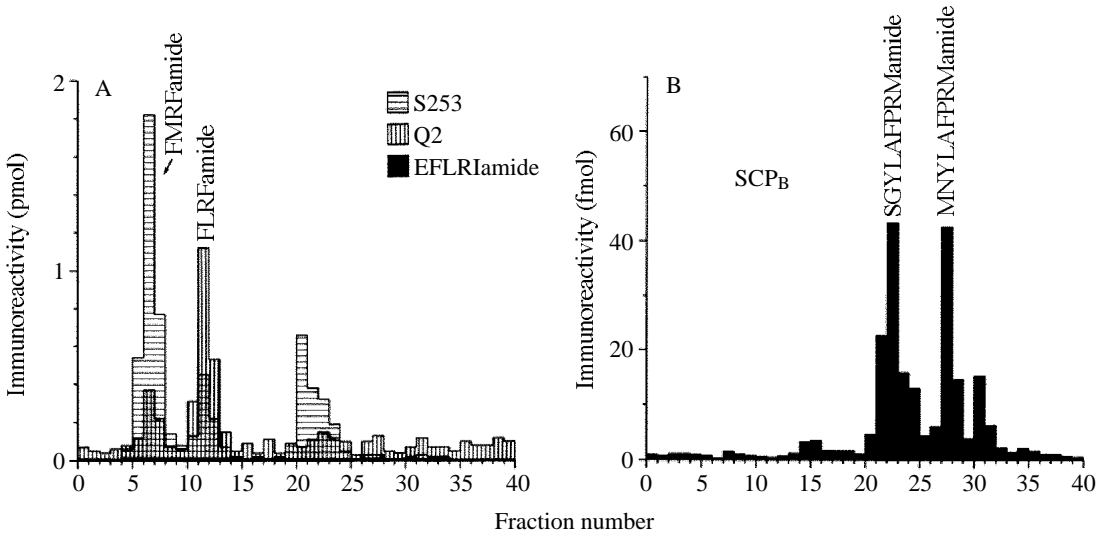 A
2
1
0
Immunoreactivity (pmol)
FMRFamide
FLRFamide
S253
Q2
EFLRIamide
0 5 10 15 20 25 30 35 40
B
60
40
20
0
Immunoreactivity (fmol)
SCPB
SGYLAFPRMamide
MNYLAFPRMamide
0 5 10 15 20 25 30 35 40
Fraction number